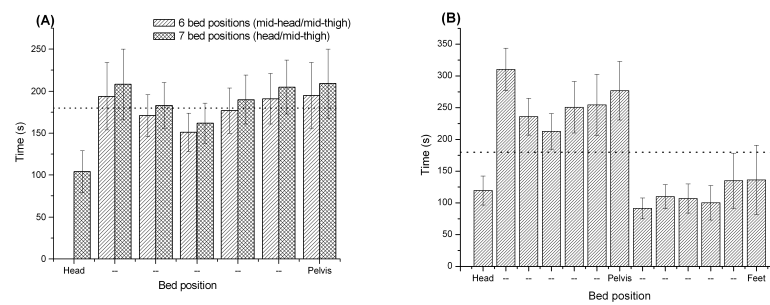 (A)
6 bed positions (mid-head/mid-thigh)
7 bed positions (head/mid-thigh)
250
200
150
100
50
0
Time (s)
Head -- -- -- -- -- Pelvis
Bed position
(B)
350
300
250
200
150
100
50
0
Time (s)
Head -- -- -- -- -- Pelvis -- -- -- -- -- Feet
Bed position